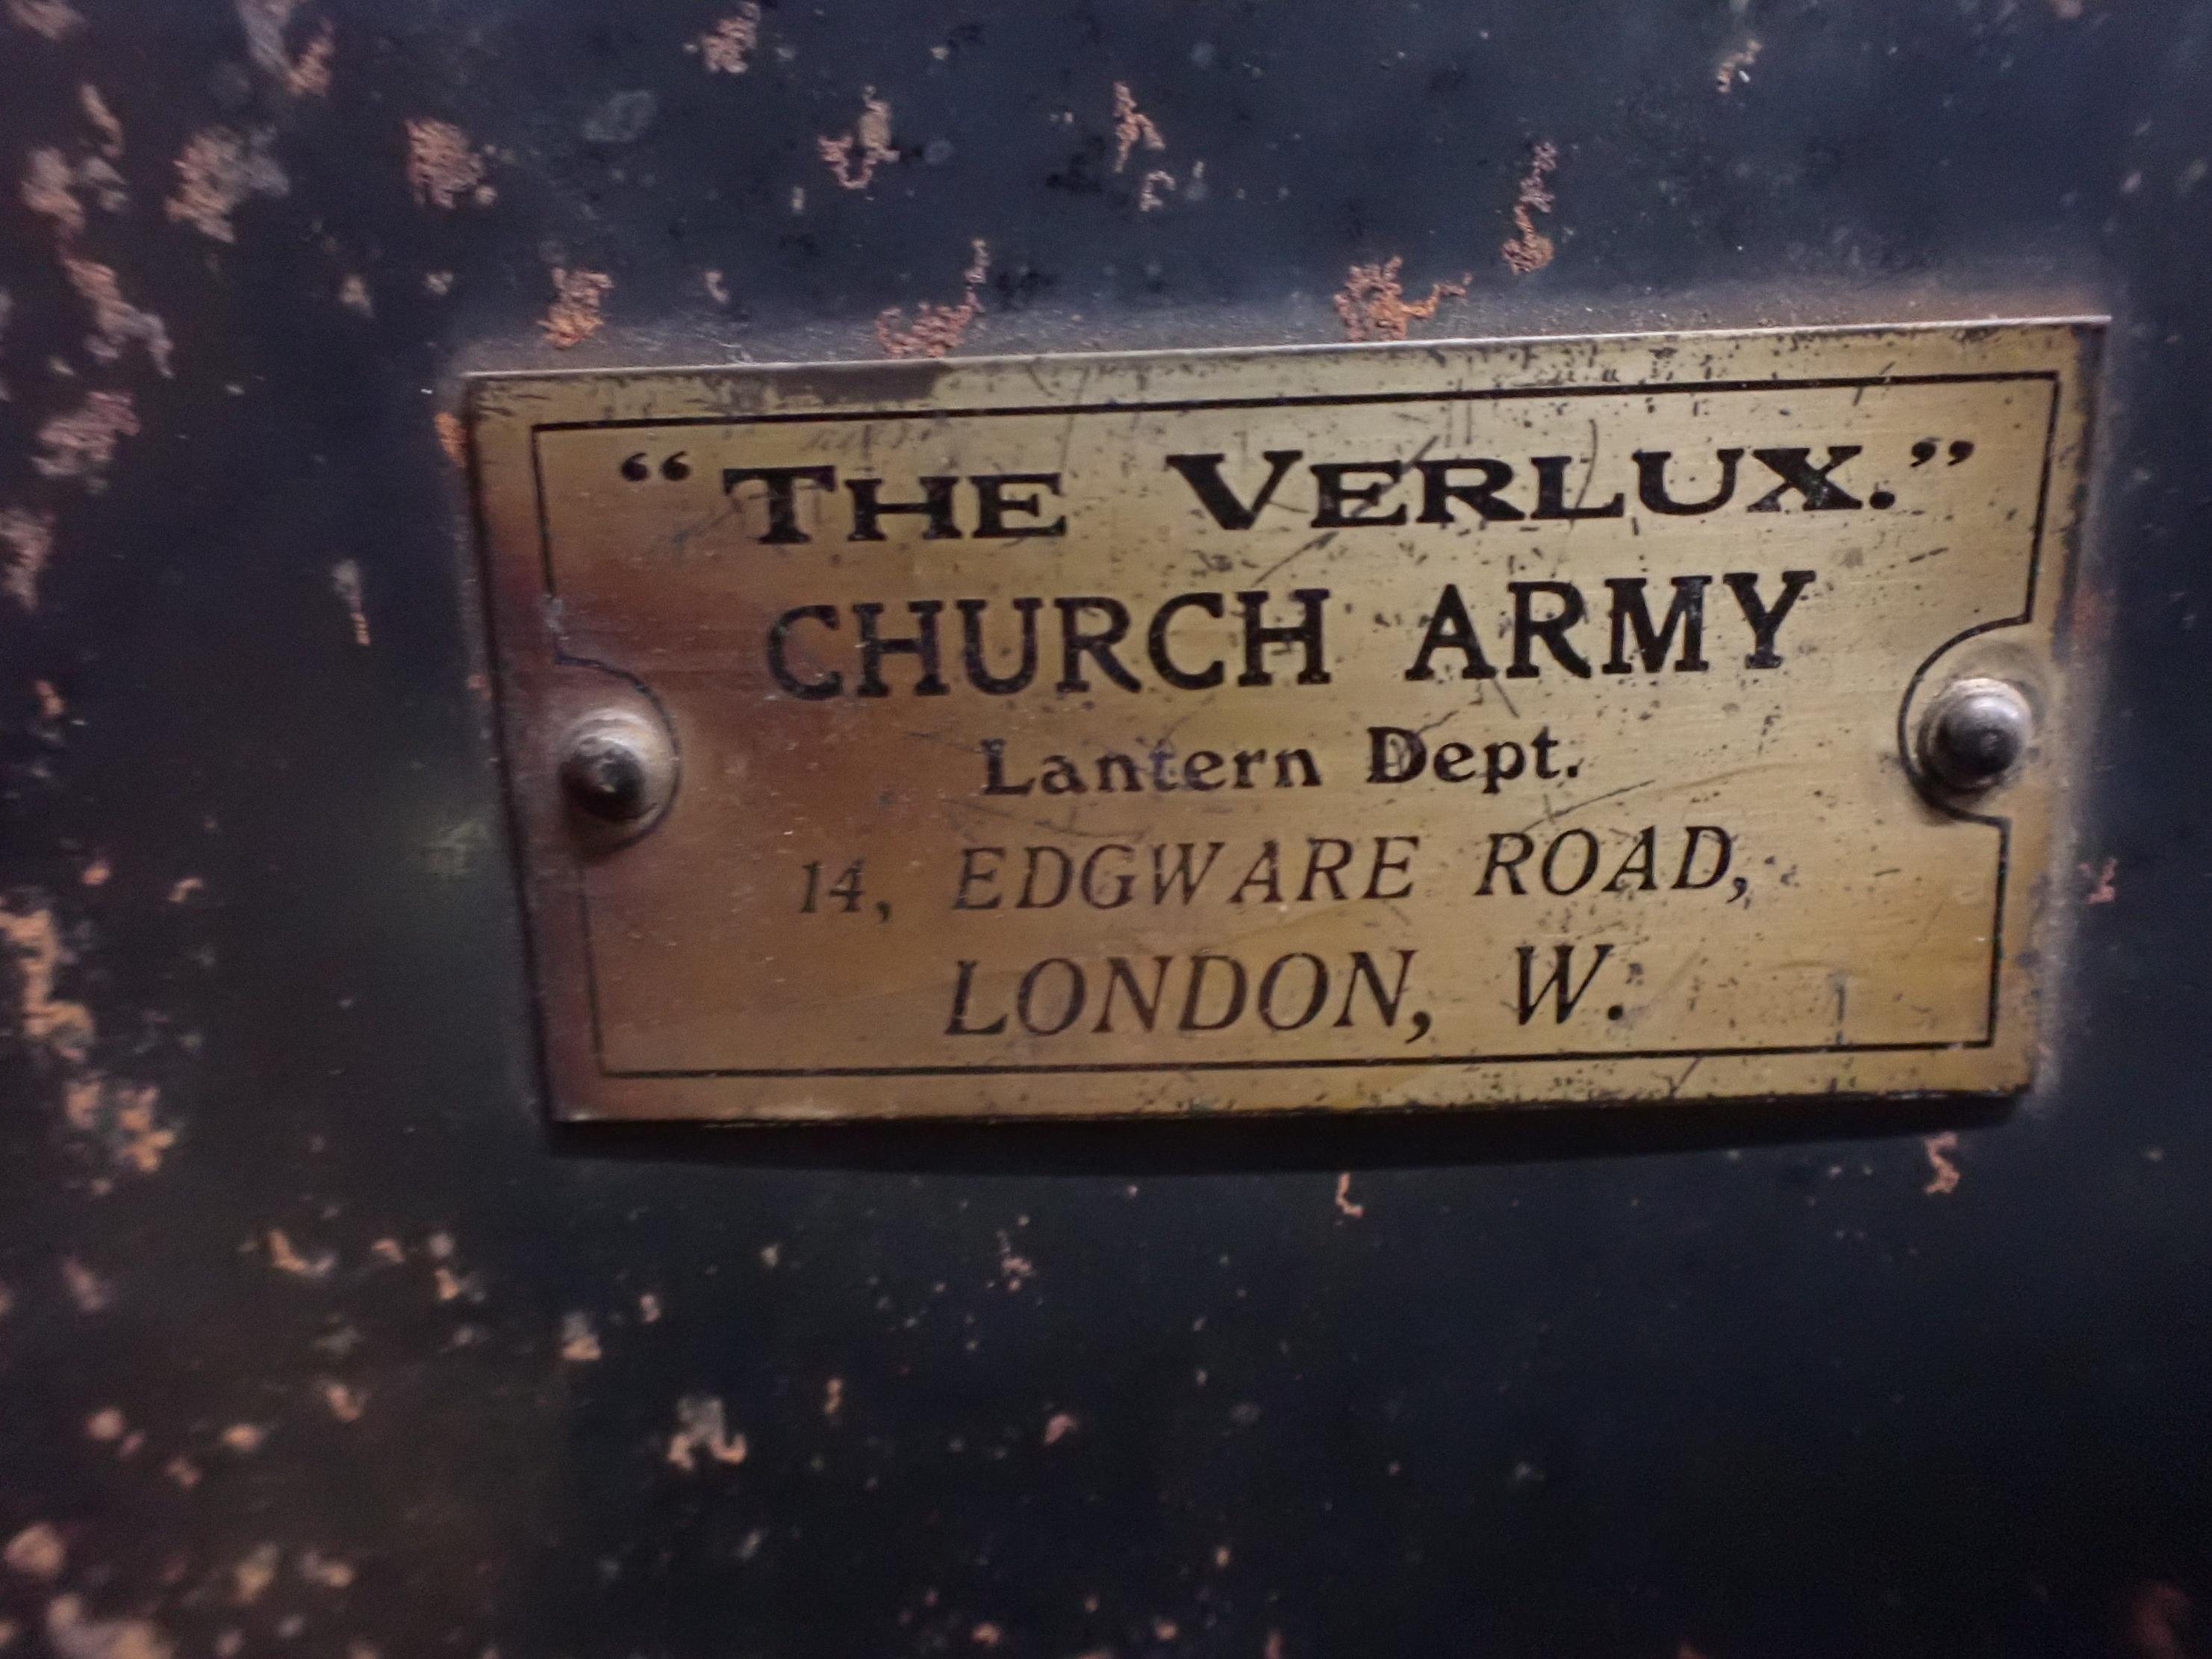 “THE VERLUX.”
CHURCH ARMY
Lantern Dept.
14, EDGWARE ROAD,
LONDON, W.